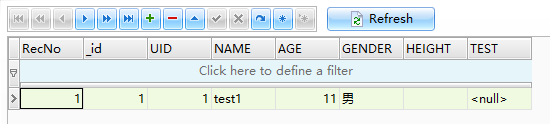 Refresh
RecNo _id UID NAME AGE GENDER HEIGHT TEST
Click here to define a filter
1 1 1 test1 11 男 <null>